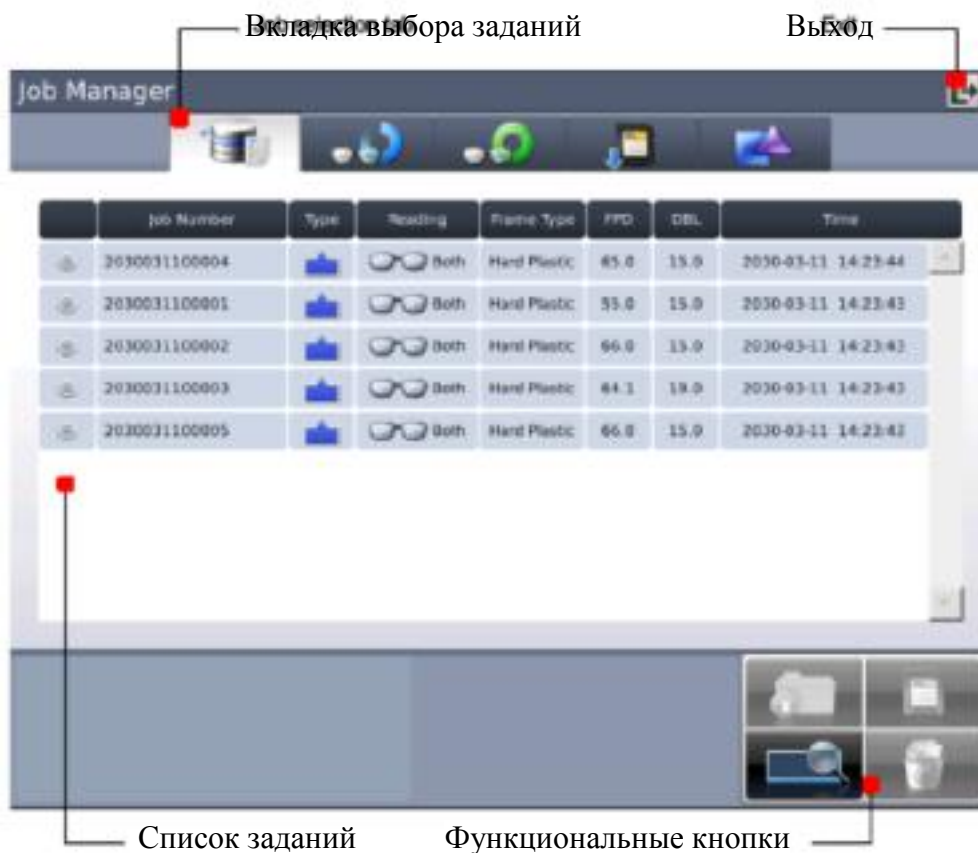 Вкладка выбора заданий Выход
Job Manager
Job Number Type Reading Frame Type FPD DBL Time
2030031100004 Both Hard Plastic 65.0 15.0 2030-03-11 14:23:44
2030031100001 Both Hard Plastic 55.0 15.0 2030-03-11 14:23:43
2030031100002 Both Hard Plastic 66.0 15.0 2030-03-11 14:23:43
2030031100003 Both Hard Plastic 64.1 19.0 2030-03-11 14:23:43
2030031100005 Both Hard Plastic 66.0 15.0 2030-03-11 14:23:43
Список заданий Функциональные кнопки